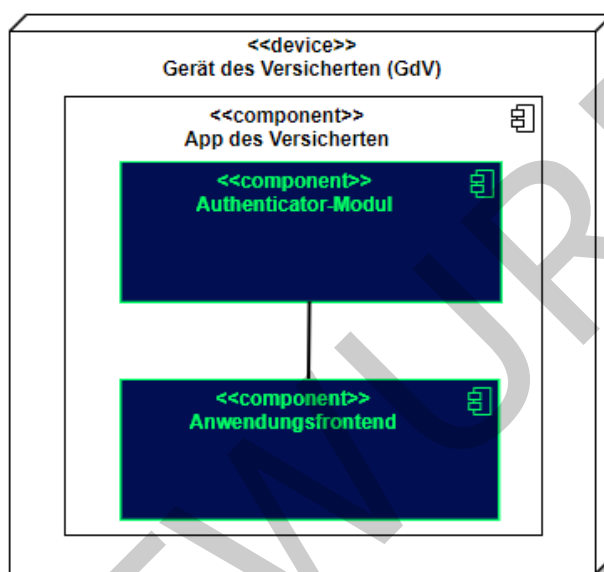 <<device>>
Gerät des Versicherten (GdV)
<<component>>
App des Versicherten
<<component>>
Authenticator-Modul
<<component>>
Anwendungsfrontend